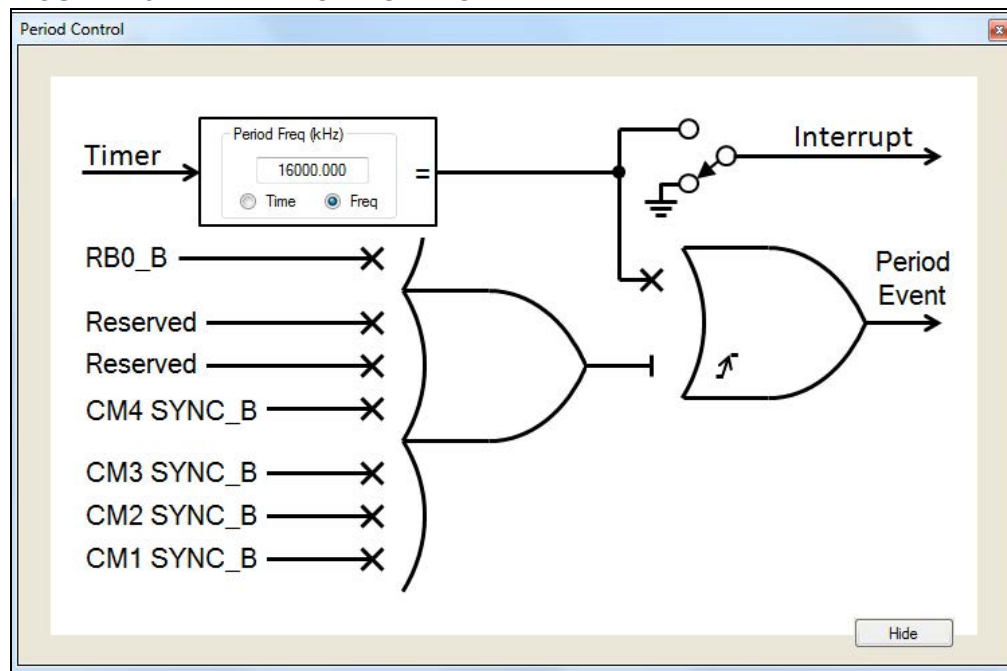 Period Control
Period Freq (kHz)
Timer
16000.000
=
Time
Freq
Interrupt
RB0_B
Period
Event
Reserved
Reserved
CM4 SYNC_B
CM3 SYNC_B
CM2 SYNC_B
CM1 SYNC_B
Hide